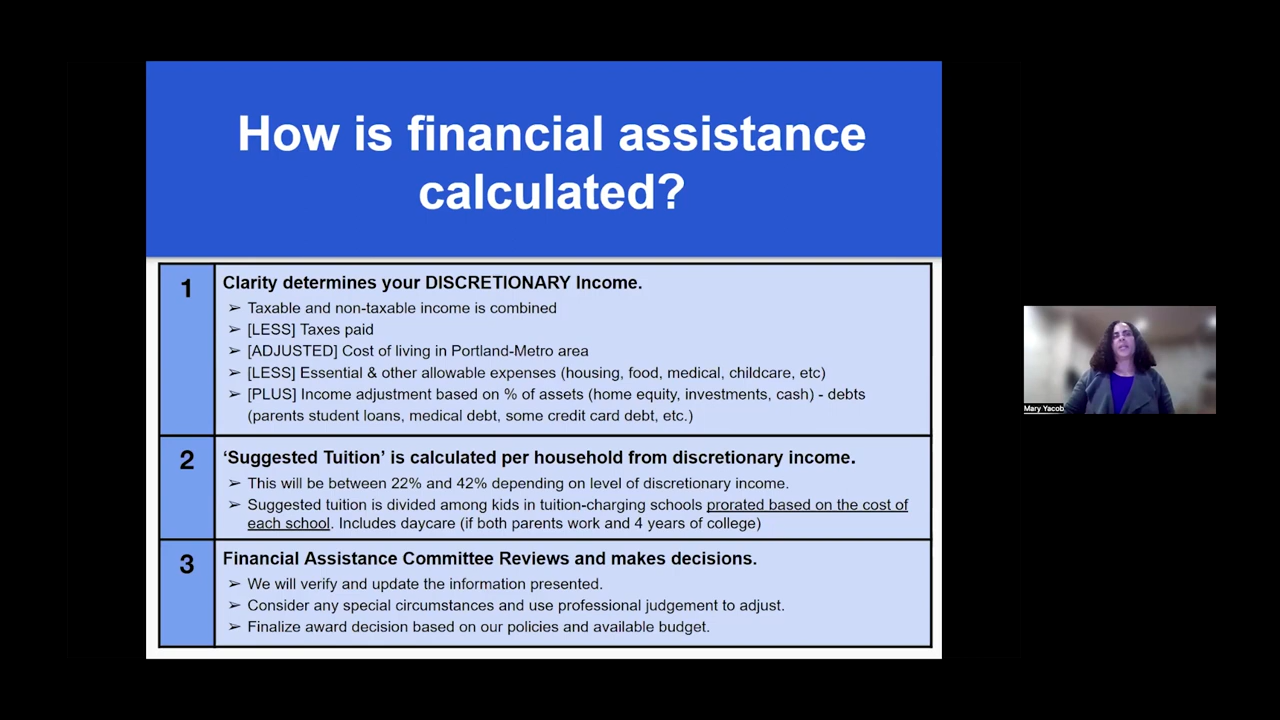 How is financial assistance
calculated?
1
Clarity determines your DISCRETIONARY Income.
➢ Taxable and non-taxable income is combined
➢ [LESS] Taxes paid
➢ [ADJUSTED] Cost of living in Portland-Metro area
➢ [LESS] Essential & other allowable expenses (housing, food, medical, childcare, etc)
➢ [PLUS] Income adjustment based on % of assets (home equity, investments, cash) - debts
(parents student loans, medical debt, some credit card debt, etc.)
2
‘Suggested Tuition’ is calculated per household from discretionary income.
➢ This will be between 22% and 42% depending on level of discretionary income.
➢ Suggested tuition is divided among kids in tuition-charging schools prorated based on the cost of
each school. Includes daycare (if both parents work and 4 years of college)
3
Financial Assistance Committee Reviews and makes decisions.
➢ We will verify and update the information presented.
➢ Consider any special circumstances and use professional judgement to adjust.
➢ Finalize award decision based on our policies and available budget.
Mary Yacob